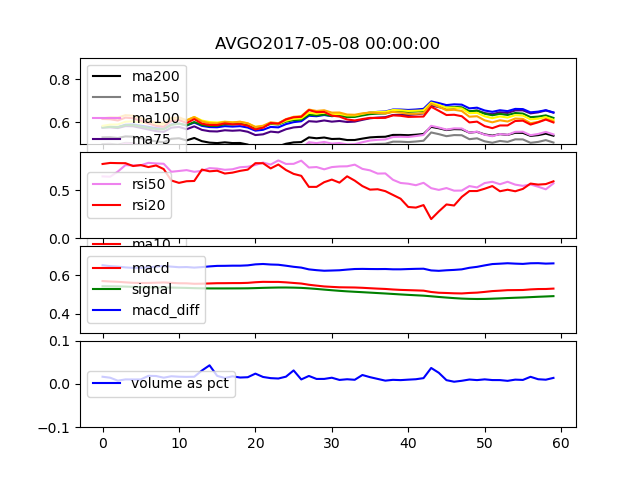 AVGO2017-05-08 00:00:00
0.8
0.6
ma200
ma150
ma100
ma75
0.5
0.0
rsi50
rsi20
ma10
0.6
0.4
macd
signal
macd_diff
0.1
0.0
−0.1
volume as pct
0 10 20 30 40 50 60